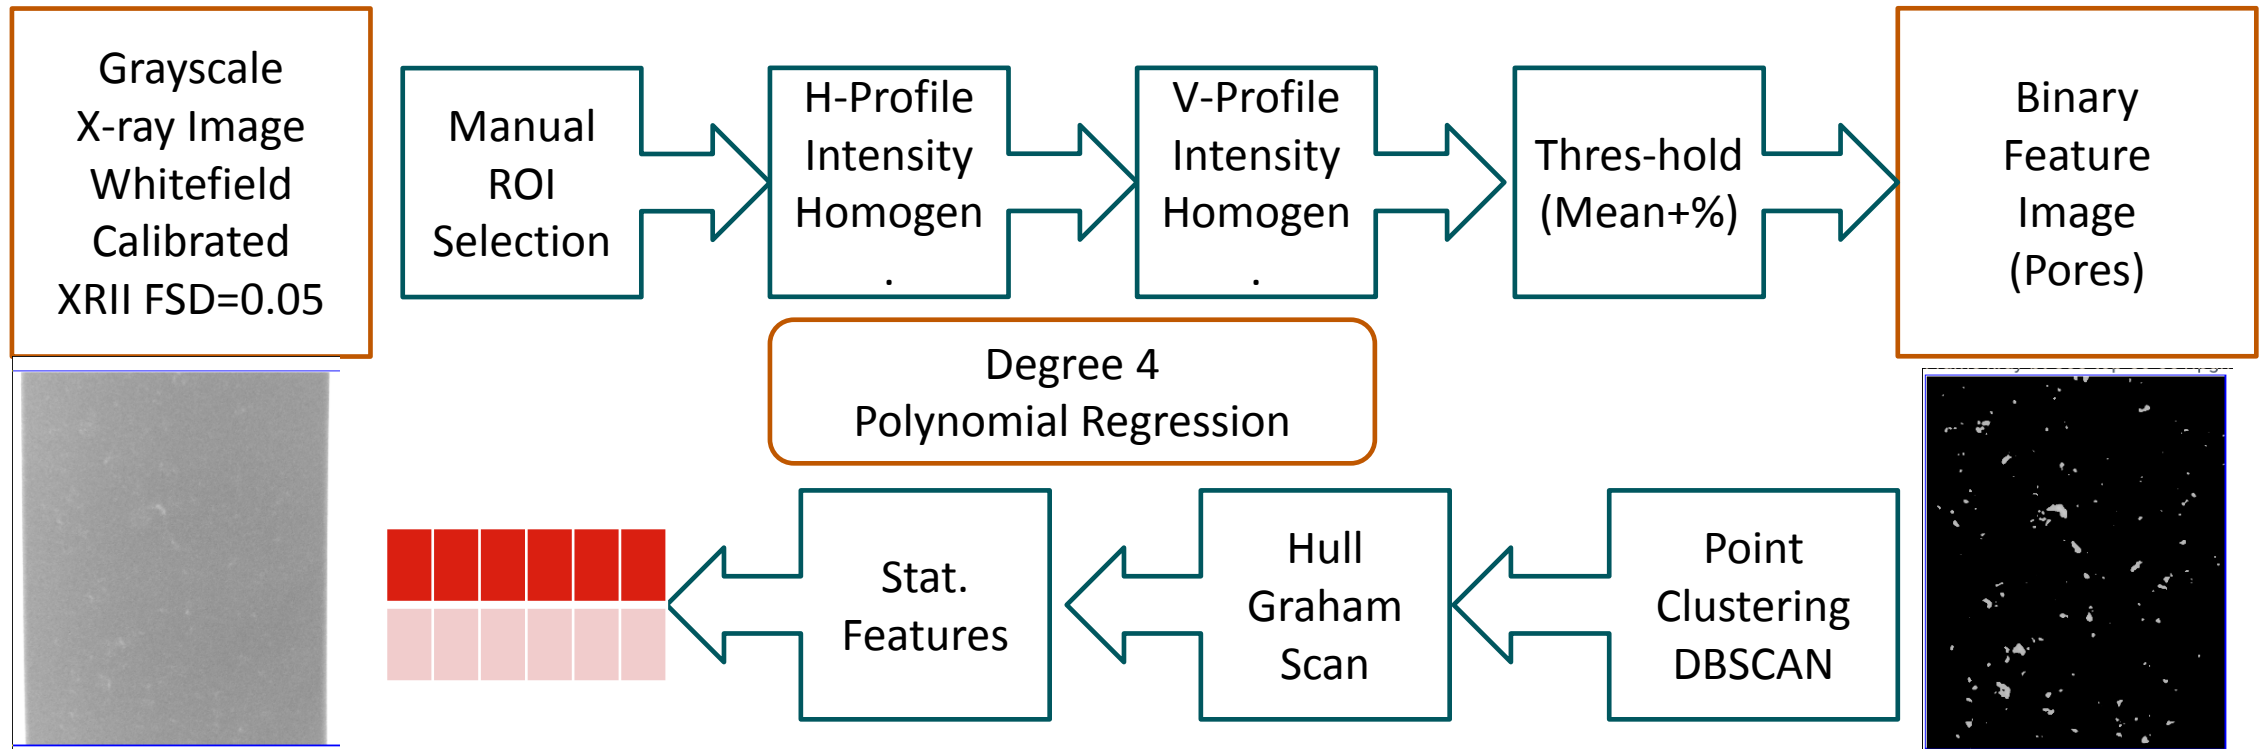 Grayscale
X-ray Image
Whitefield
Calibrated
XRII FSD=0.05
Manual
ROI
Selection
H-Profile
Intensity
Homogen
.
V-Profile
Intensity
Homogen
.
Thres-hold
(Mean+%)
Binary
Feature
Image
(Pores)
Degree 4
Polynomial Regression
Point
Clustering
DBSCAN
Hull
Graham
Scan
Stat.
Features